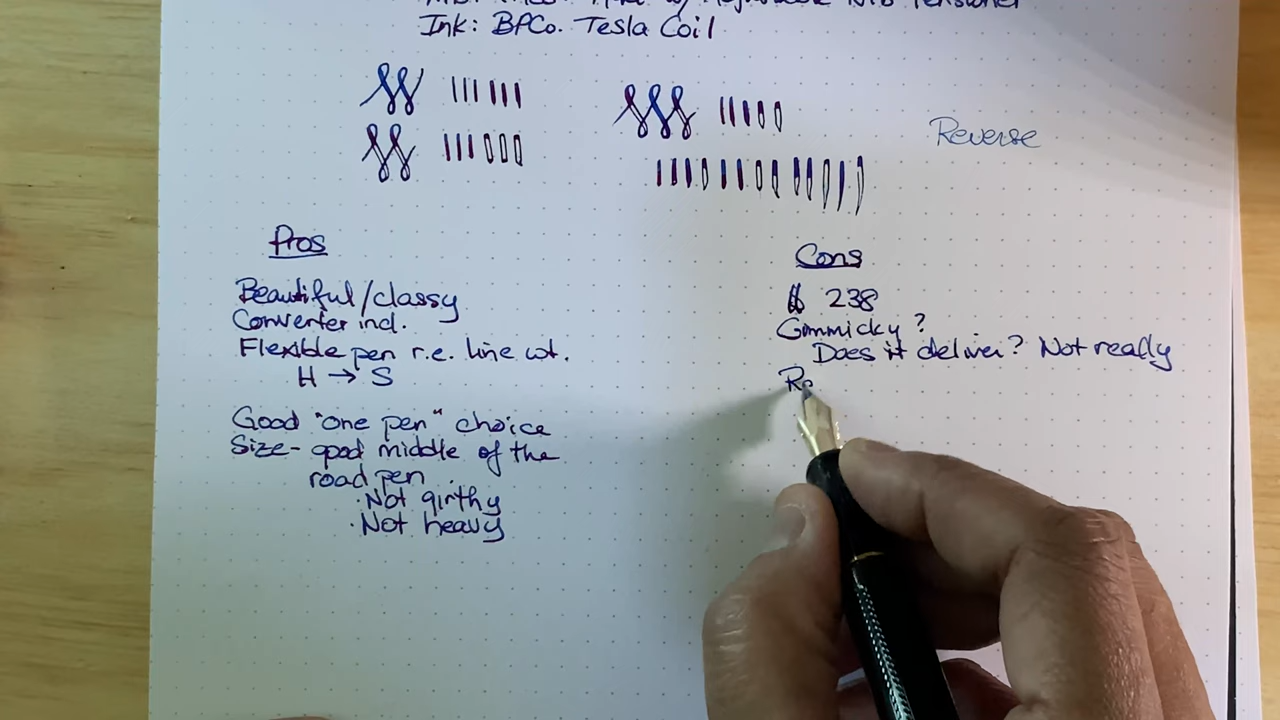 Ink: BPCo. Tesla Coil
Reverse
Pros
Beautiful/classy
Converter incl.
Flexible pen r.e. line wt.
H → S
Good "one pen" choice
Size- good middle of the
road pen
·Not girthy
·Not heavy
Cons
$ 238
Gimmicky?
Does it deliver? Not really
Re